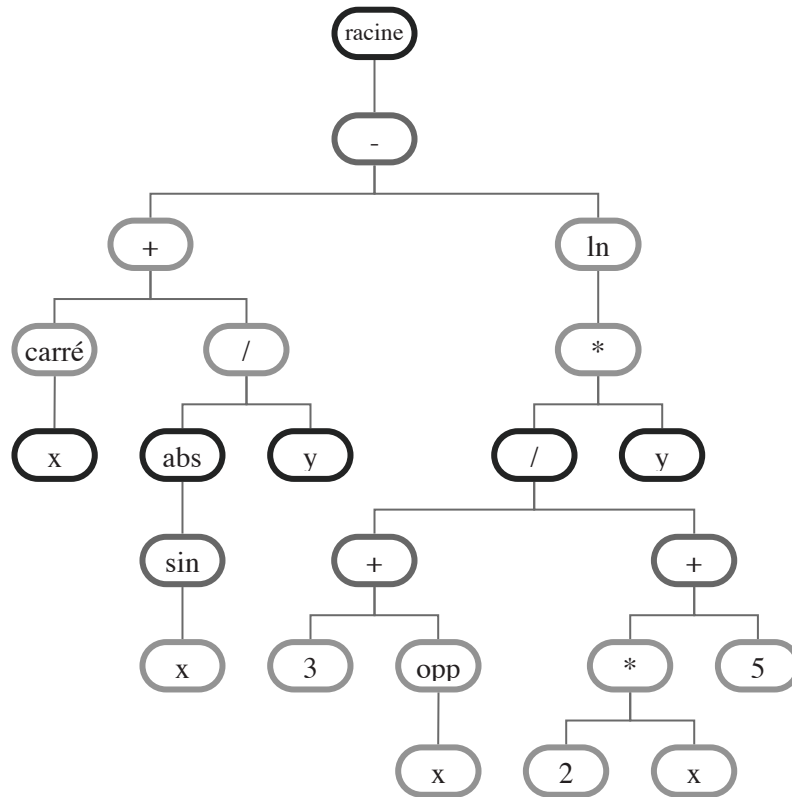 racine
-
+ ln
carré / *
x abs y / y
sin + +
x 3 opp * 5
x 2 x